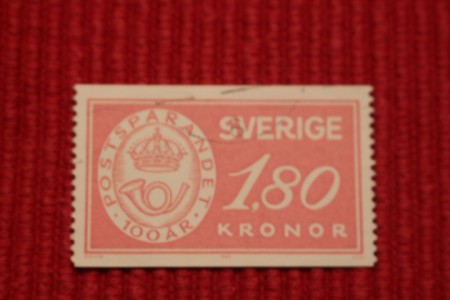 POSTSPARANDET
100 ÅR
SVERIGE
1,80
KRONOR